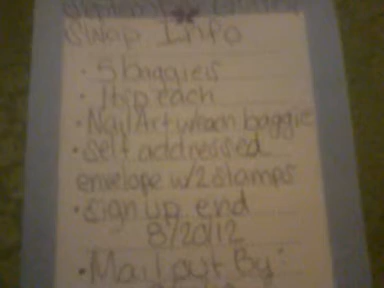 Swap Info
· 5 baggies
· 1 tip each
· Nail Art w/each baggie
· self addressed
envelope w/2 stamps
· sign up end
8/20/12
· Mail out By: